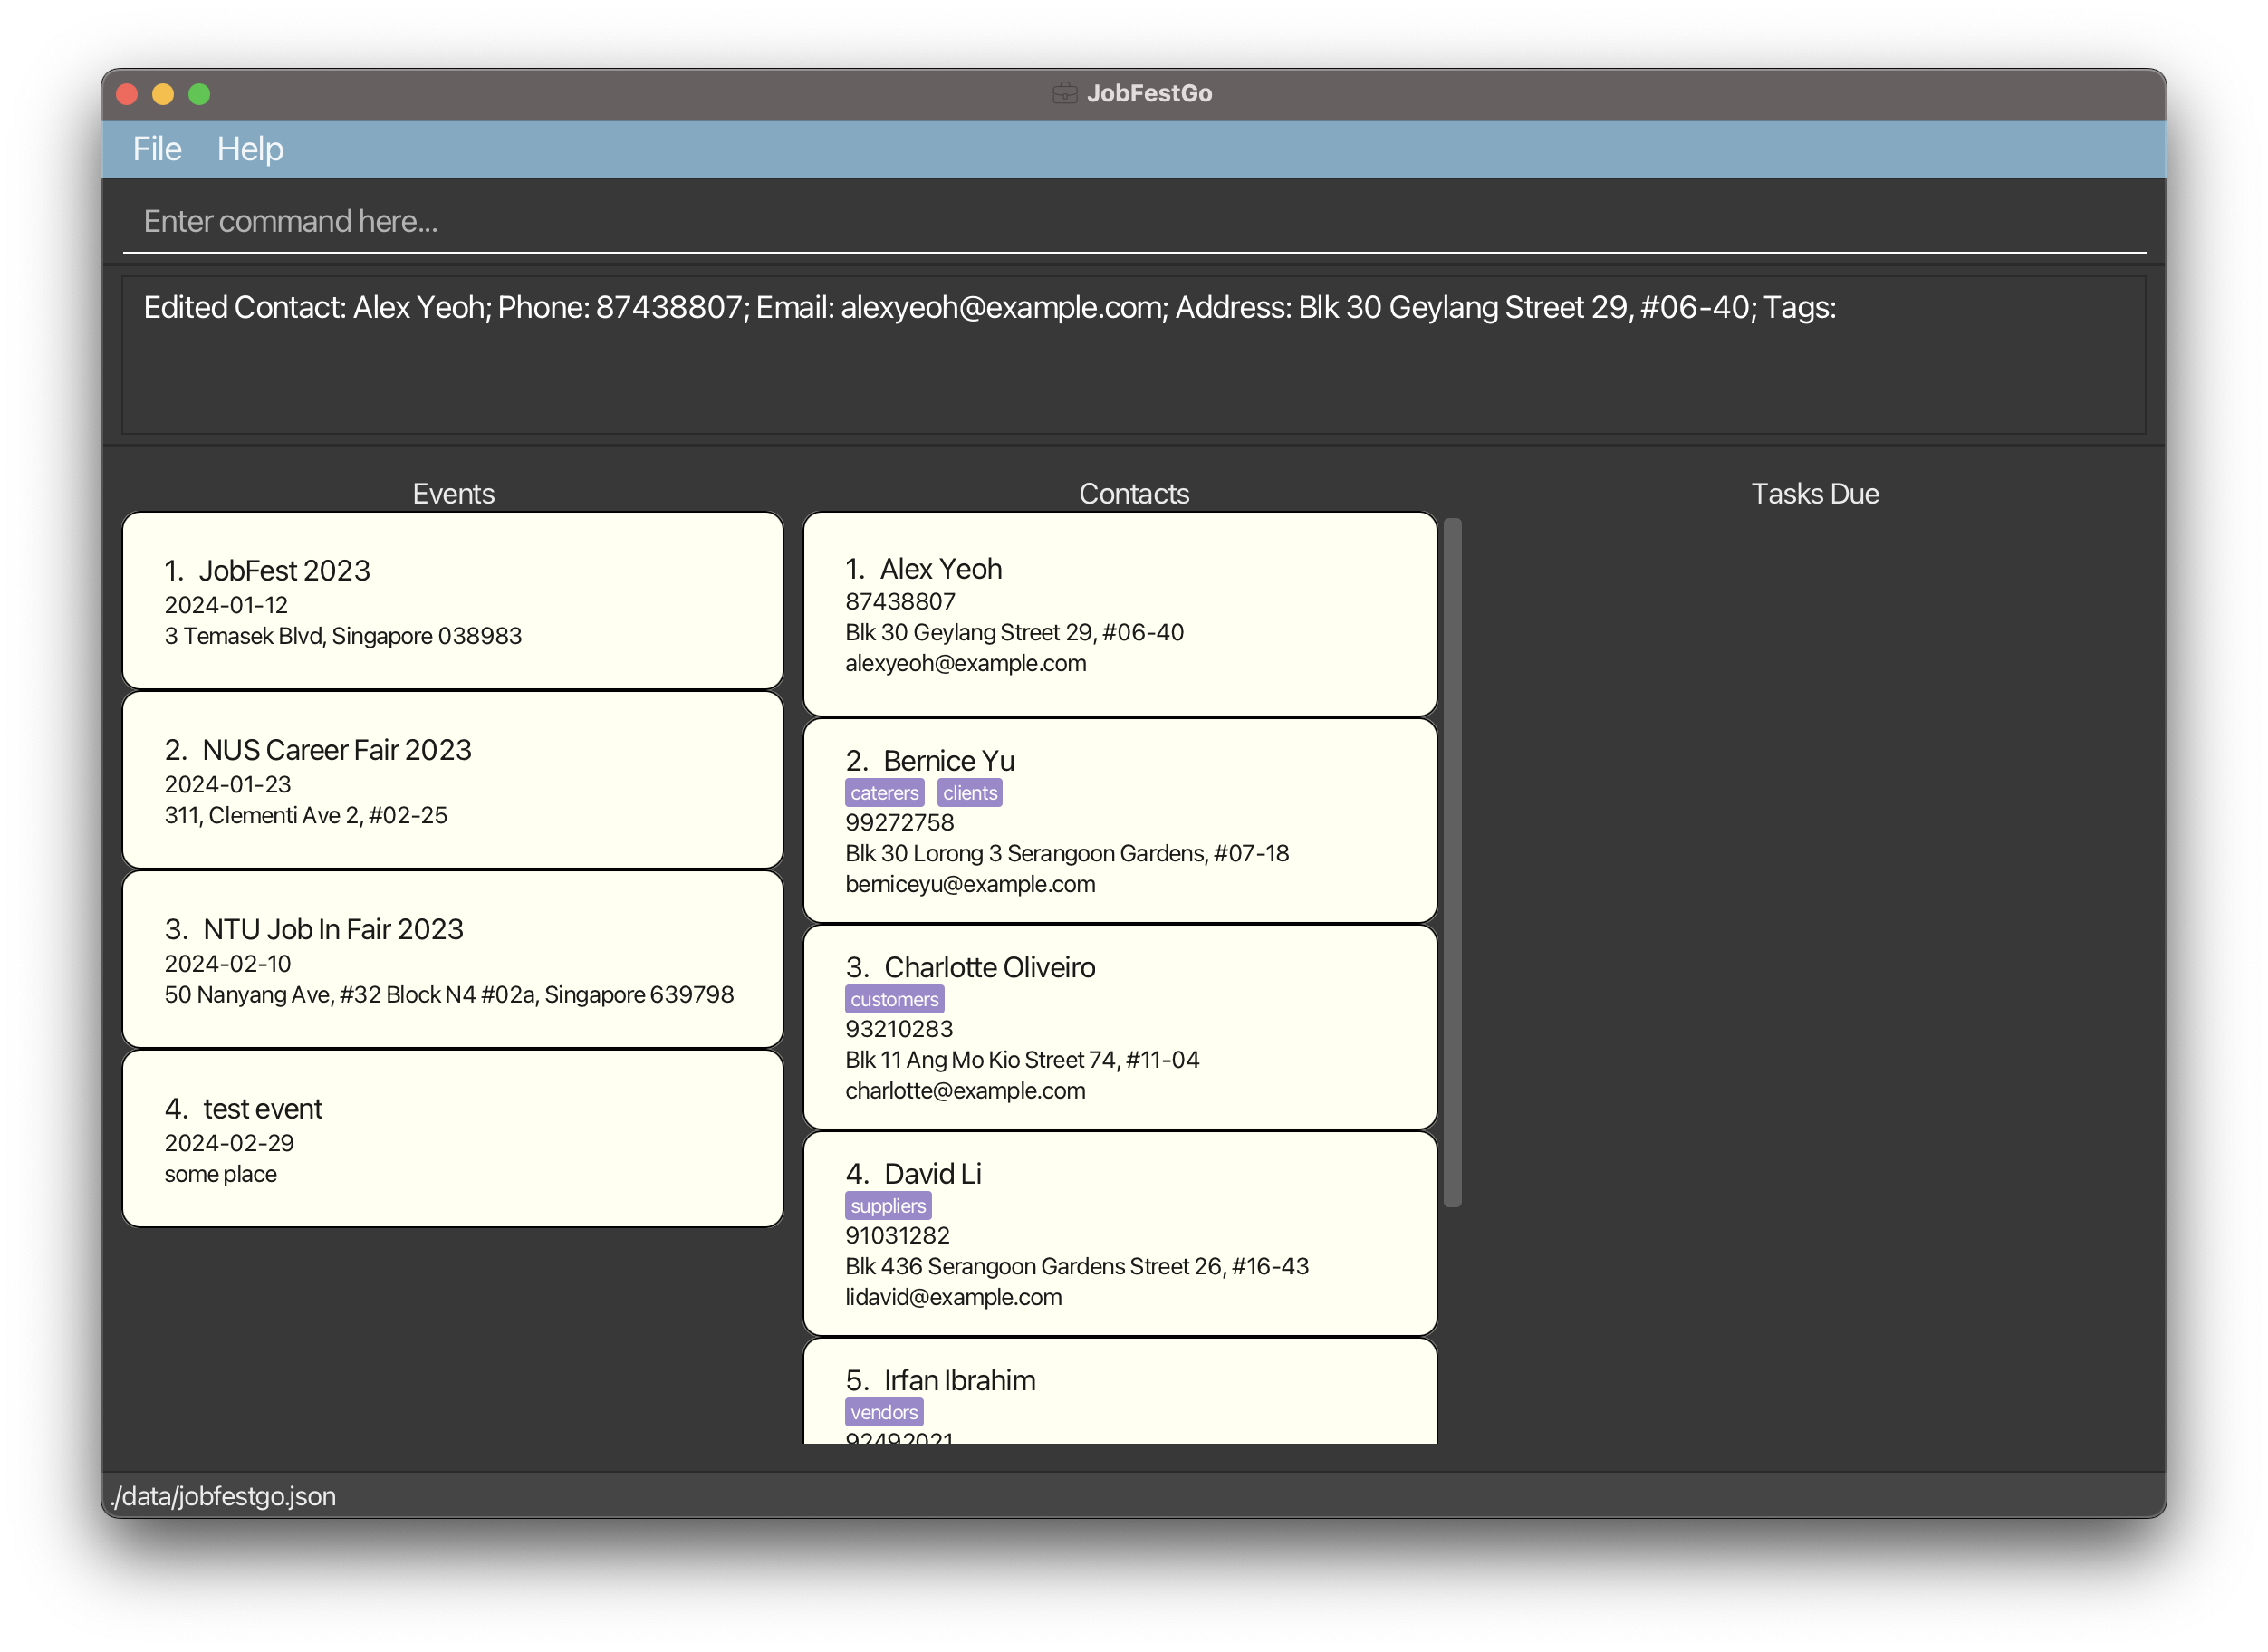 JobFestGo
File Help
Enter command here...
Edited Contact: Alex Yeoh; Phone: 87438807; Email: alexyeoh@example.com; Address: Blk 30 Geylang Street 29, #06-40; Tags:
Events
1. JobFest 2023
2024-01-12
3 Temasek Blvd, Singapore 038983
2. NUS Career Fair 2023
2024-01-23
311, Clementi Ave 2, #02-25
3. NTU Job In Fair 2023
2024-02-10
50 Nanyang Ave, #32 Block N4 #02a, Singapore 639798
4. test event
2024-02-29
some place
Contacts
1. Alex Yeoh
87438807
Blk 30 Geylang Street 29, #06-40
alexyeoh@example.com
2. Bernice Yu
caterers clients
99272758
Blk 30 Lorong 3 Serangoon Gardens, #07-18
berniceyu@example.com
3. Charlotte Oliveiro
customers
93210283
Blk 11 Ang Mo Kio Street 74, #11-04
charlotte@example.com
4. David Li
suppliers
91031282
Blk 436 Serangoon Gardens Street 26, #16-43
lidavid@example.com
5. Irfan Ibrahim
vendors
92492021
Tasks Due
./data/jobfestgo.json